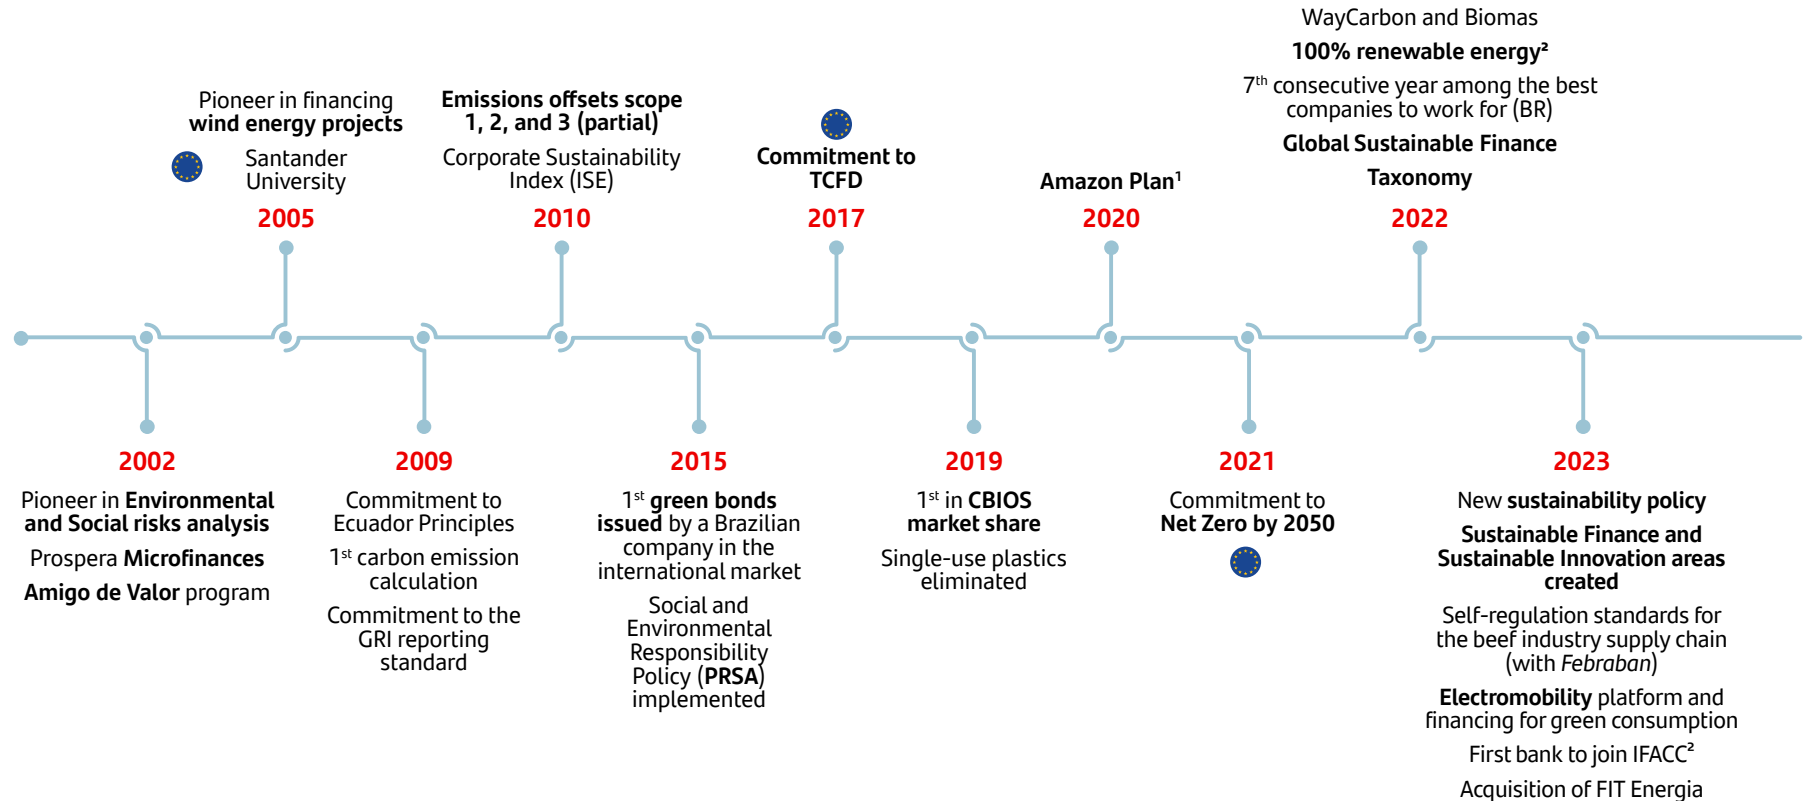 Pioneer in financing
wind energy projects
Santander
University
2005
Emissions offsets scope
1, 2, and 3 (partial)
Corporate Sustainability
Index (ISE)
2010
Commitment to
TCFD
2017
Amazon Plan¹
2020
WayCarbon and Biomas
100% renewable energy²
7th consecutive year among the best
companies to work for (BR)
Global Sustainable Finance
Taxonomy
2022
2002
Pioneer in Environmental
and Social risks analysis
Prospera Microfinances
Amigo de Valor program
2009
Commitment to
Ecuador Principles
1st carbon emission
calculation
Commitment to the
GRI reporting
standard
2015
1st green bonds
issued by a Brazilian
company in the
international market
Social and
Environmental
Responsibility
Policy (PRSA)
implemented
2019
1st in CBIOS
market share
Single-use plastics
eliminated
2021
Commitment to
Net Zero by 2050
2023
New sustainability policy
Sustainable Finance and
Sustainable Innovation areas
created
Self-regulation standards for
the beef industry supply chain
(with Febraban)
Electromobility platform and
financing for green consumption
First bank to join IFACC²
Acquisition of FIT Energia